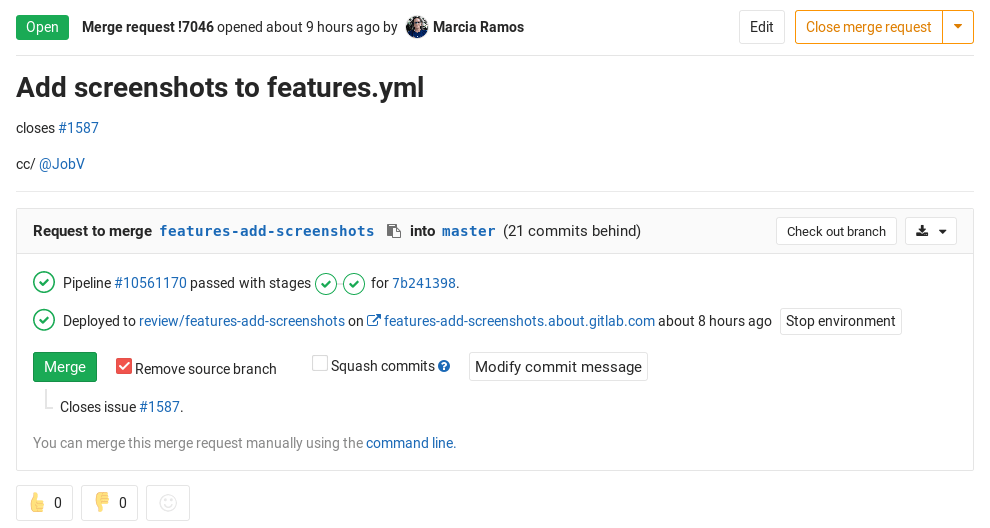 Open Merge request !7046 opened about 9 hours ago by Marcia Ramos Edit Close merge request
Add screenshots to features.yml
closes #1587
cc/ @JobV
Request to merge features-add-screenshots into master (21 commits behind) Check out branch
Pipeline #10561170 passed with stages for 7b241398.
Deployed to review/features-add-screenshots on features-add-screenshots.about.gitlab.com about 8 hours ago Stop environment
Merge Remove source branch Squash commits ? Modify commit message
Closes issue #1587.
You can merge this merge request manually using the command line.
0 0